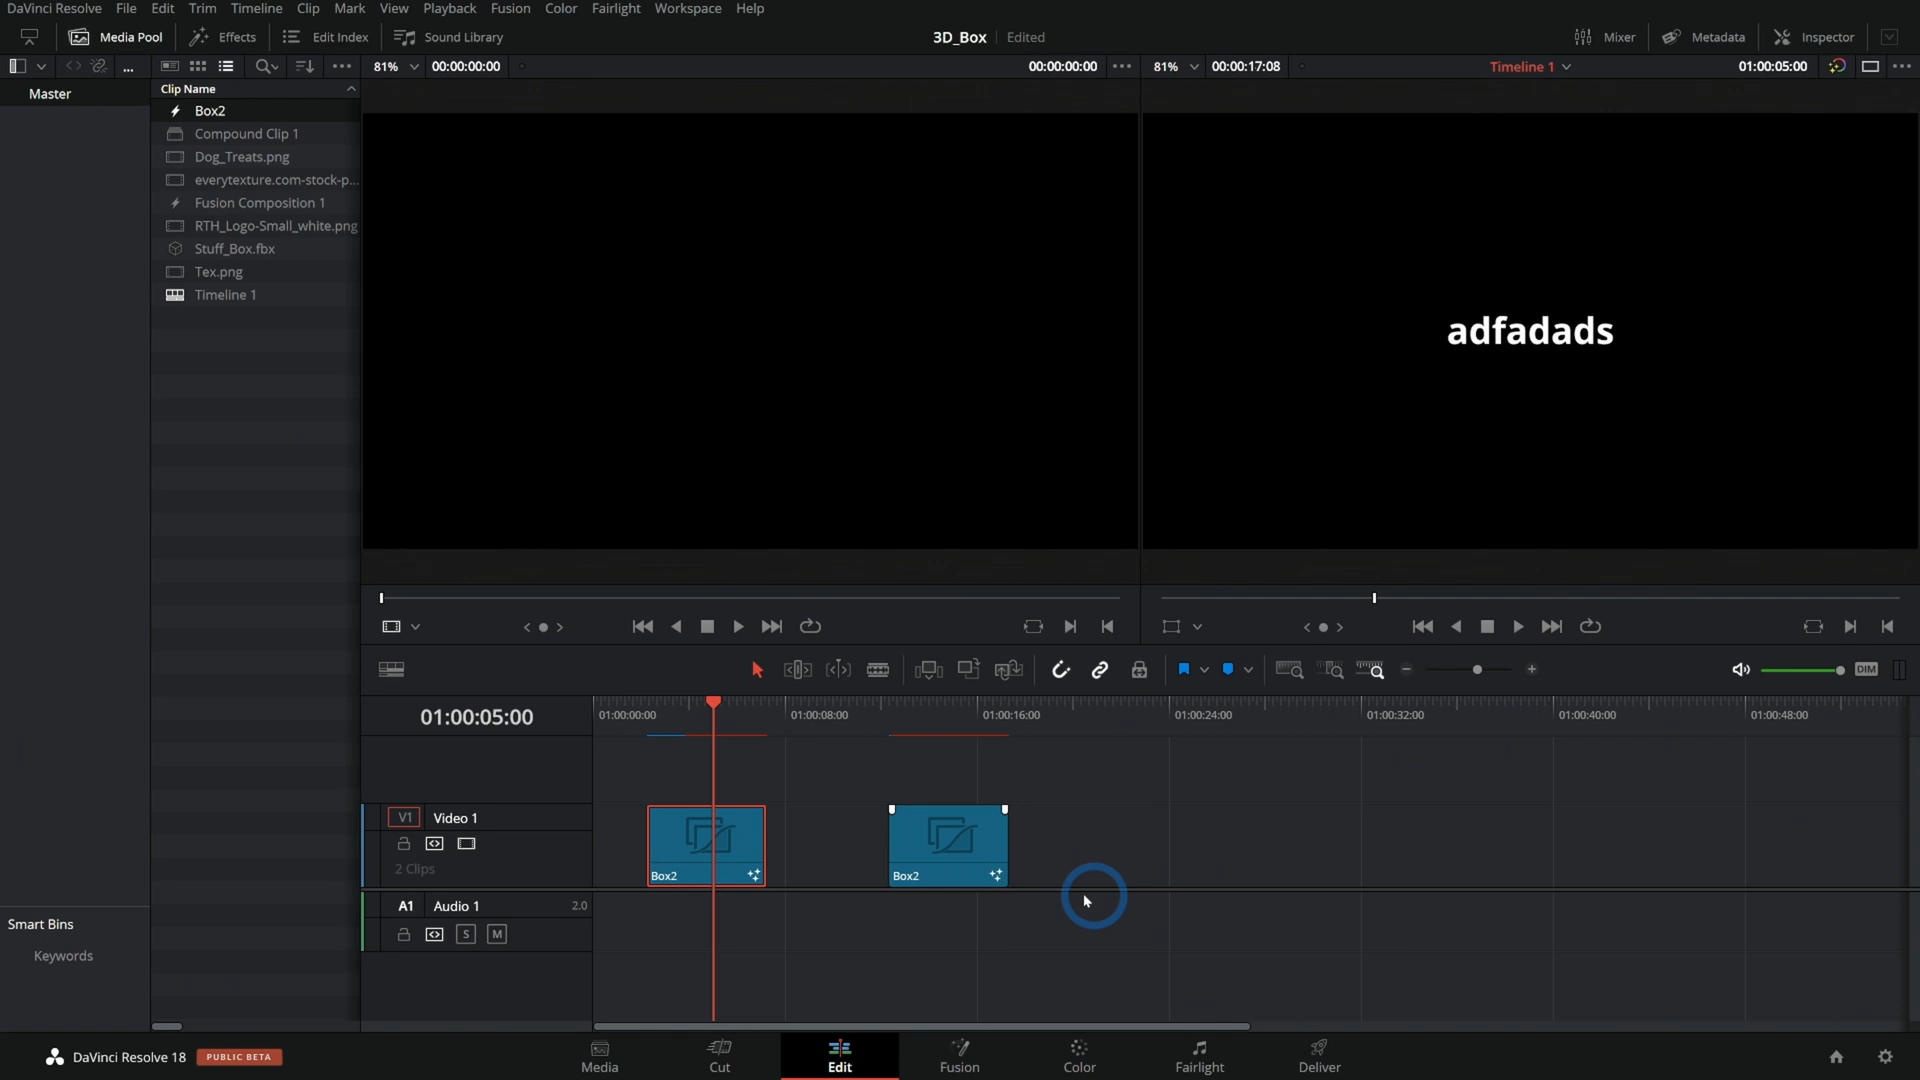 DaVinci Resolve File Edit Trim Timeline Clip Mark View Playback Fusion Color Fairlight Workspace Help
Media Pool Effects Edit Index Sound Library 3D_Box Edited Mixer Metadata Inspector
81% 00:00:00:00 00:00:00:00 81% 00:00:17:08 Timeline 1 01:00:05:00
Master
Clip Name
Box2
Compound Clip 1
Dog_Treats.png
everytexture.com-stock-p...
Fusion Composition 1
RTH_Logo-Small_white.png
Stuff_Box.fbx
Tex.png
Timeline 1
adfadads
DIM
01:00:05:00
01:00:00:00 01:00:08:00 01:00:16:00 01:00:24:00 01:00:32:00 01:00:40:00 01:00:48:00
V1 Video 1
2 Clips
Box2 Box2
A1 Audio 1 2.0
S M
Smart Bins
Keywords
DaVinci Resolve 18 PUBLIC BETA
Media Cut Edit Fusion Color Fairlight Deliver